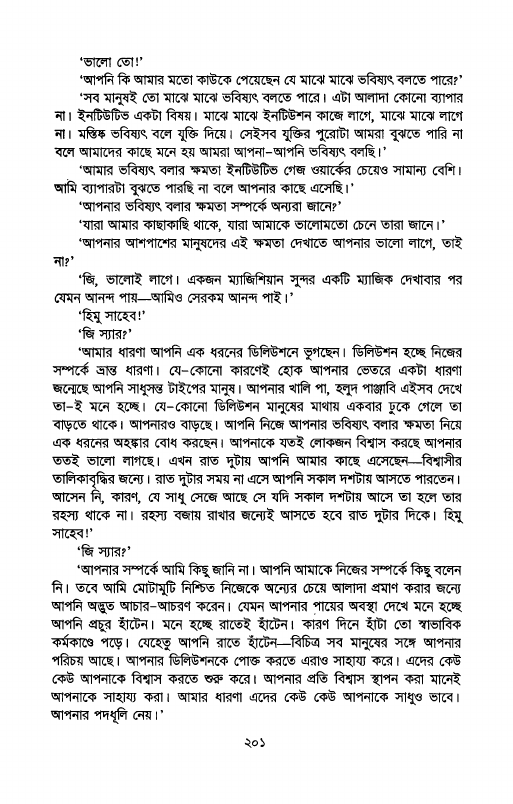 ‘ভালো তো!’
‘আপনি কি আমার মতো কাউকে পেয়েছেন যে মাঝে মাঝে ভবিষ্যৎ বলতে পারে?’
‘সব মানুষই তো মাঝে মাঝে ভবিষ্যৎ বলতে পারে। এটা আলাদা কোনো ব্যাপার
না। ইনটিউটিভ একটা বিষয়। মাঝে মাঝে ইনটিউশন কাজে লাগে, মাঝে মাঝে লাগে
না। মস্তিষ্ক ভবিষ্যৎ বলে যুক্তি দিয়ে। সেইসব যুক্তির পুরোটা আমরা বুঝতে পারি না
বলে আমাদের কাছে মনে হয় আমরা আপনা-আপনি ভবিষ্যৎ বলছি।’
‘আমার ভবিষ্যৎ বলার ক্ষমতা ইনটিউটিভ গেজ ওয়ার্কের চেয়েও সামান্য বেশি।
আমি ব্যাপারটা বুঝতে পারছি না বলে আপনার কাছে এসেছি।’
‘আপনার ভবিষ্যৎ বলার ক্ষমতা সম্পর্কে অন্যরা জানে?’
‘যারা আমার কাছাকাছি থাকে, যারা আমাকে ভালোমতো চেনে তারা জানে।’
‘আপনার আশপাশের মানুষদের এই ক্ষমতা দেখাতে আপনার ভালো লাগে, তাই
না?’
‘জি, ভালোই লাগে। একজন ম্যাজিশিয়ান সুন্দর একটি ম্যাজিক দেখাবার পর
যেমন আনন্দ পায়—আমিও সেরকম আনন্দ পাই।’
‘হিমু সাহেব!’
‘জি স্যার?’
‘আমার ধারণা আপনি এক ধরনের ডিলিউশনে ভুগছেন। ডিলিউশন হচ্ছে নিজের
সম্পর্কে ভ্রান্ত ধারণা। যে-কোনো কারণেই হোক আপনার ভেতরে একটা ধারণা
জন্মেছে আপনি সাধুসন্ত টাইপের মানুষ। আপনার খালি পা, হলুদ পাঞ্জাবি এইসব দেখে
তা-ই মনে হচ্ছে। যে-কোনো ডিলিউশন মানুষের মাথায় একবার ঢুকে গেলে তা
বাড়তে থাকে। আপনারও বাড়ছে। আপনি নিজে আপনার ভবিষ্যৎ বলার ক্ষমতা নিয়ে
এক ধরনের অহঙ্কার বোধ করছেন। আপনাকে যতই লোকজন বিশ্বাস করছে আপনার
ততই ভালো লাগছে। এখন রাত দুটায় আপনি আমার কাছে এসেছেন—বিশ্বাসীর
তালিকাবৃদ্ধির জন্যে। রাত দুটার সময় না এসে আপনি সকাল দশটায় আসতে পারতেন।
আসেন নি, কারণ, যে সাধু সেজে আছে সে যদি সকাল দশটায় আসে তা হলে তার
রহস্য থাকে না। রহস্য বজায় রাখার জন্যেই আসতে হবে রাত দুটার দিকে। হিমু
সাহেব!’
‘জি স্যার?’
‘আপনার সম্পর্কে আমি কিছু জানি না। আপনি আমাকে নিজের সম্পর্কে কিছু বলেন
নি। তবে আমি মোটামুটি নিশ্চিত নিজেকে অন্যের চেয়ে আলাদা প্রমাণ করার জন্যে
আপনি অদ্ভুত আচার-আচরণ করেন। যেমন আপনার পায়ের অবস্থা দেখে মনে হচ্ছে
আপনি প্রচুর হাঁটেন। মনে হচ্ছে রাতেই হাঁটেন। কারণ দিনে হাঁটা তো স্বাভাবিক
কর্মকাণ্ডে পড়ে। যেহেতু আপনি রাতে হাঁটেন—বিচিত্র সব মানুষের সঙ্গে আপনার
পরিচয় আছে। আপনার ডিলিউশনকে পোক্ত করতে এরাও সাহায্য করে। এদের কেউ
কেউ আপনাকে বিশ্বাস করতে শুরু করে। আপনার প্রতি বিশ্বাস স্থাপন করা মানেই
আপনাকে সাহায্য করা। আমার ধারণা এদের কেউ কেউ আপনাকে সাধুও ভাবে।
আপনার পদধূলি নেয়।’
২০১